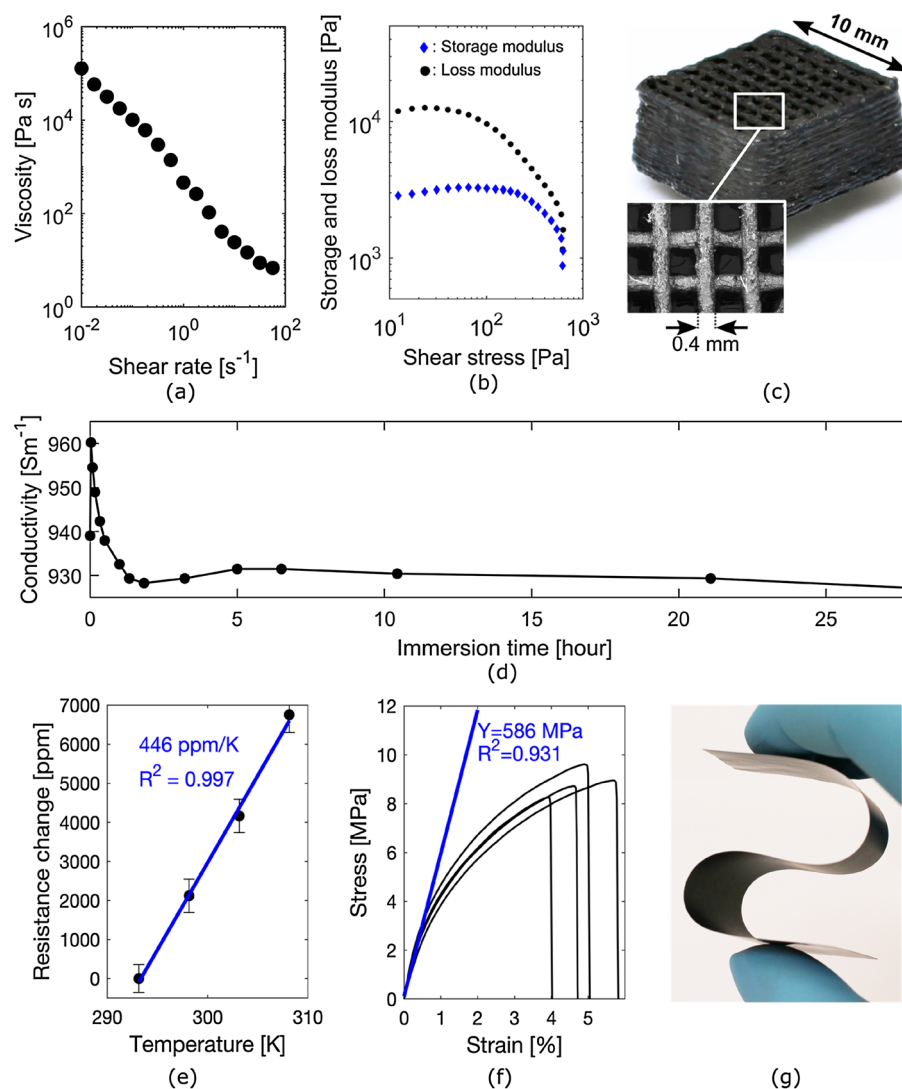 10^6
10^4
10^2
10^0
Viscosity [Pa s]
10^-2
10^0
10^2
Shear rate [s^-1]
(a)
Storage and loss modulus [Pa]
: Storage modulus
: Loss modulus
10^4
10^3
10^1
10^2
10^3
Shear stress [Pa]
(b)
10 mm
0.4 mm
(c)
Conductivity [Sm^-1]
960
950
940
930
0
5
10
15
20
25
Immersion time [hour]
(d)
Resistance change [ppm]
7000
6000
5000
4000
3000
2000
1000
0
446 ppm/K
R^2 = 0.997
290
300
310
Temperature [K]
(e)
Stress [MPa]
12
10
8
6
4
2
0
Y=586 MPa
R^2=0.931
0
1
2
3
4
5
Strain [%]
(f)
(g)